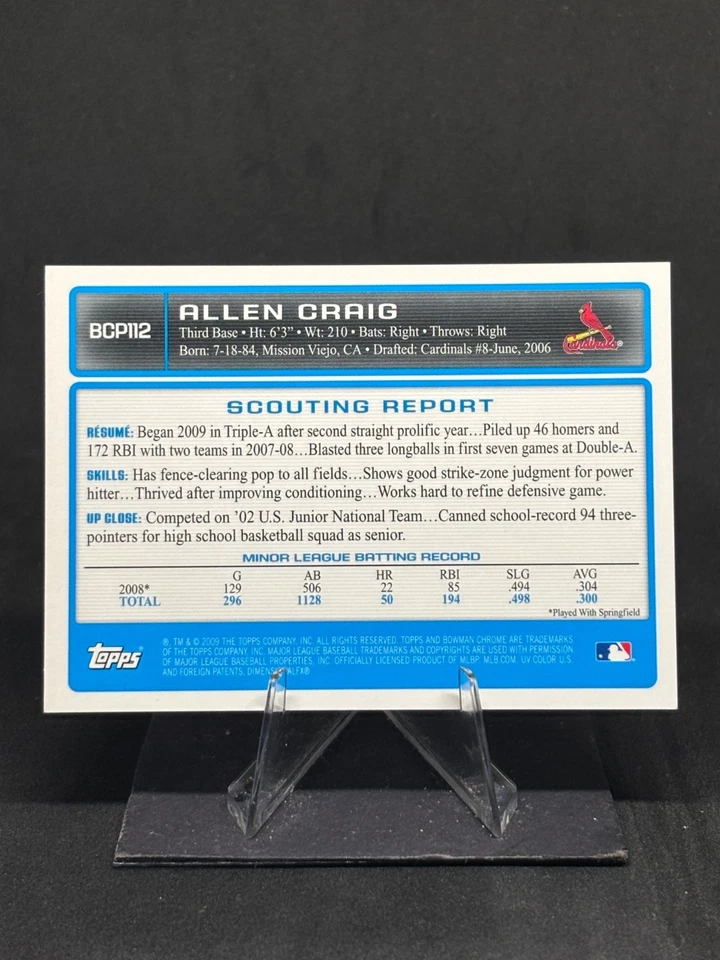 BCP112
ALLEN CRAIG
Third Base • Ht: 6'3" • Wt: 210 • Bats: Right • Throws: Right
Born: 7-18-84, Mission Viejo, CA • Drafted: Cardinals #8-June, 2006
Cardinals®
SCOUTING REPORT
RÉSUMÉ: Began 2009 in Triple-A after second straight prolific year...Piled up 46 homers and
172 RBI with two teams in 2007-08...Blasted three longballs in first seven games at Double-A.
SKILLS: Has fence-clearing pop to all fields...Shows good strike-zone judgment for power
hitter...Thrived after improving conditioning...Works hard to refine defensive game.
UP CLOSE: Competed on '02 U.S. Junior National Team...Canned school-record 94 three-
pointers for high school basketball squad as senior.
MINOR LEAGUE BATTING RECORD
G AB HR RBI SLG AVG
2008* 129 506 22 85 .494 .304
TOTAL 296 1128 50 194 .498 .300
*Played With Springfield
Topps
® TM & © 2009 THE TOPPS COMPANY, INC. ALL RIGHTS RESERVED. TOPPS AND BOWMAN CHROME ARE TRADEMARKS
OF THE TOPPS COMPANY, INC. MAJOR LEAGUE BASEBALL TRADEMARKS AND COPYRIGHTS ARE USED WITH PERMISSION
OF MAJOR LEAGUE BASEBALL PROPERTIES, INC. OFFICIALLY LICENSED PRODUCT OF MLBP. MLB.COM. UV COLOR U.S.
AND FOREIGN PATENTS,